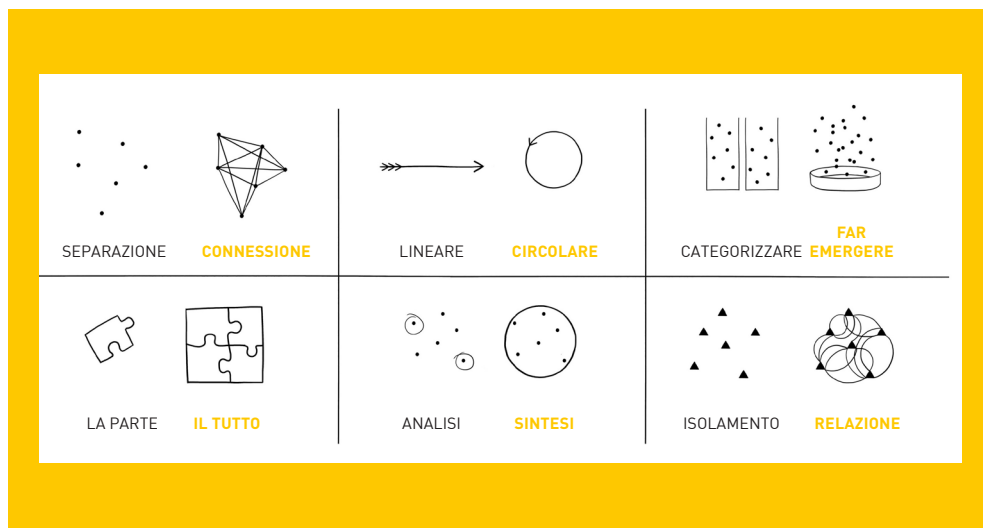 SEPARAZIONE
CONNESSIONE
LINEARE
CIRCOLARE
CATEGORIZZARE
FAR
EMERGERE
LA PARTE
IL TUTTO
ANALISI
SINTESI
ISOLAMENTO
RELAZIONE